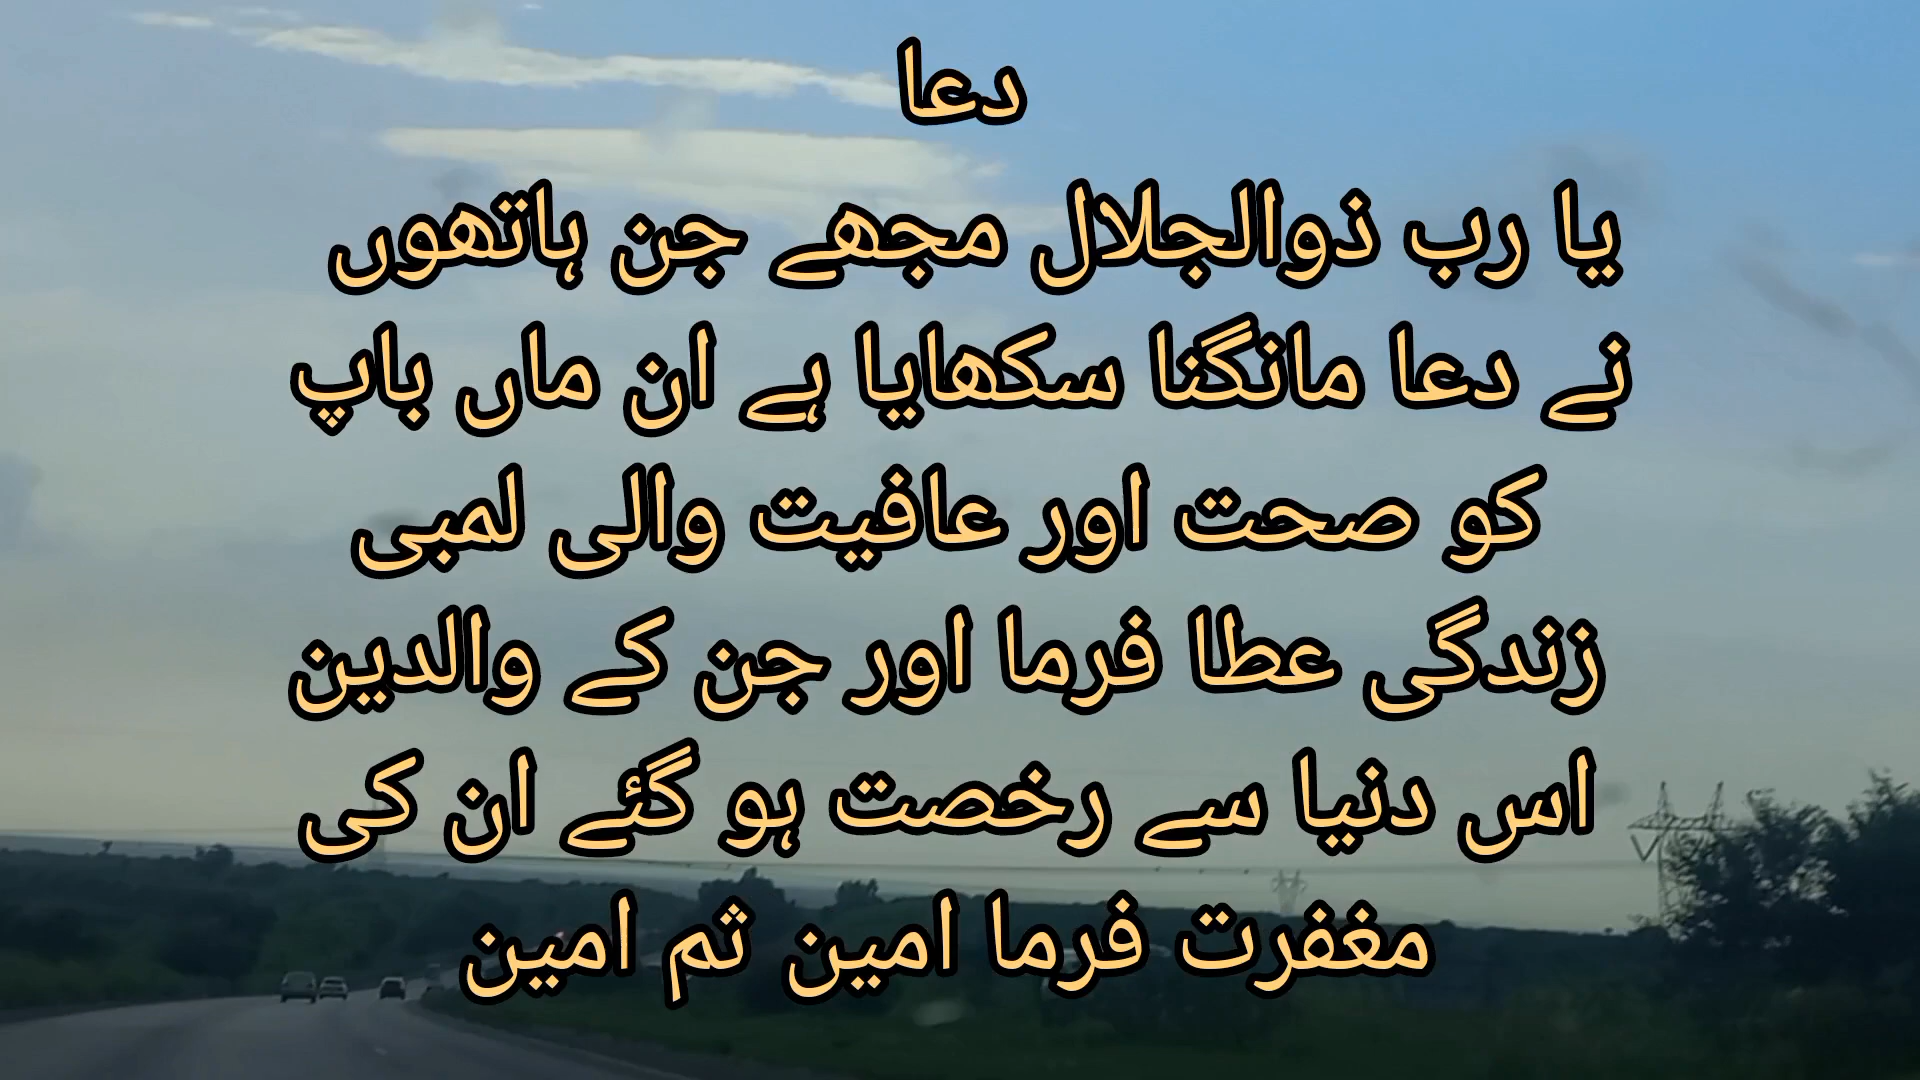 دعا
یا رب ذوالجلال مجھے جن ہاتھوں
نے دعا مانگنا سکھایا ہے ان ماں باپ
کو صحت اور عافیت والی لمبی
زندگی عطا فرما اور جن کے والدین
اس دنیا سے رخصت ہو گئے ان کی
مغفرت فرما امین ثم امین